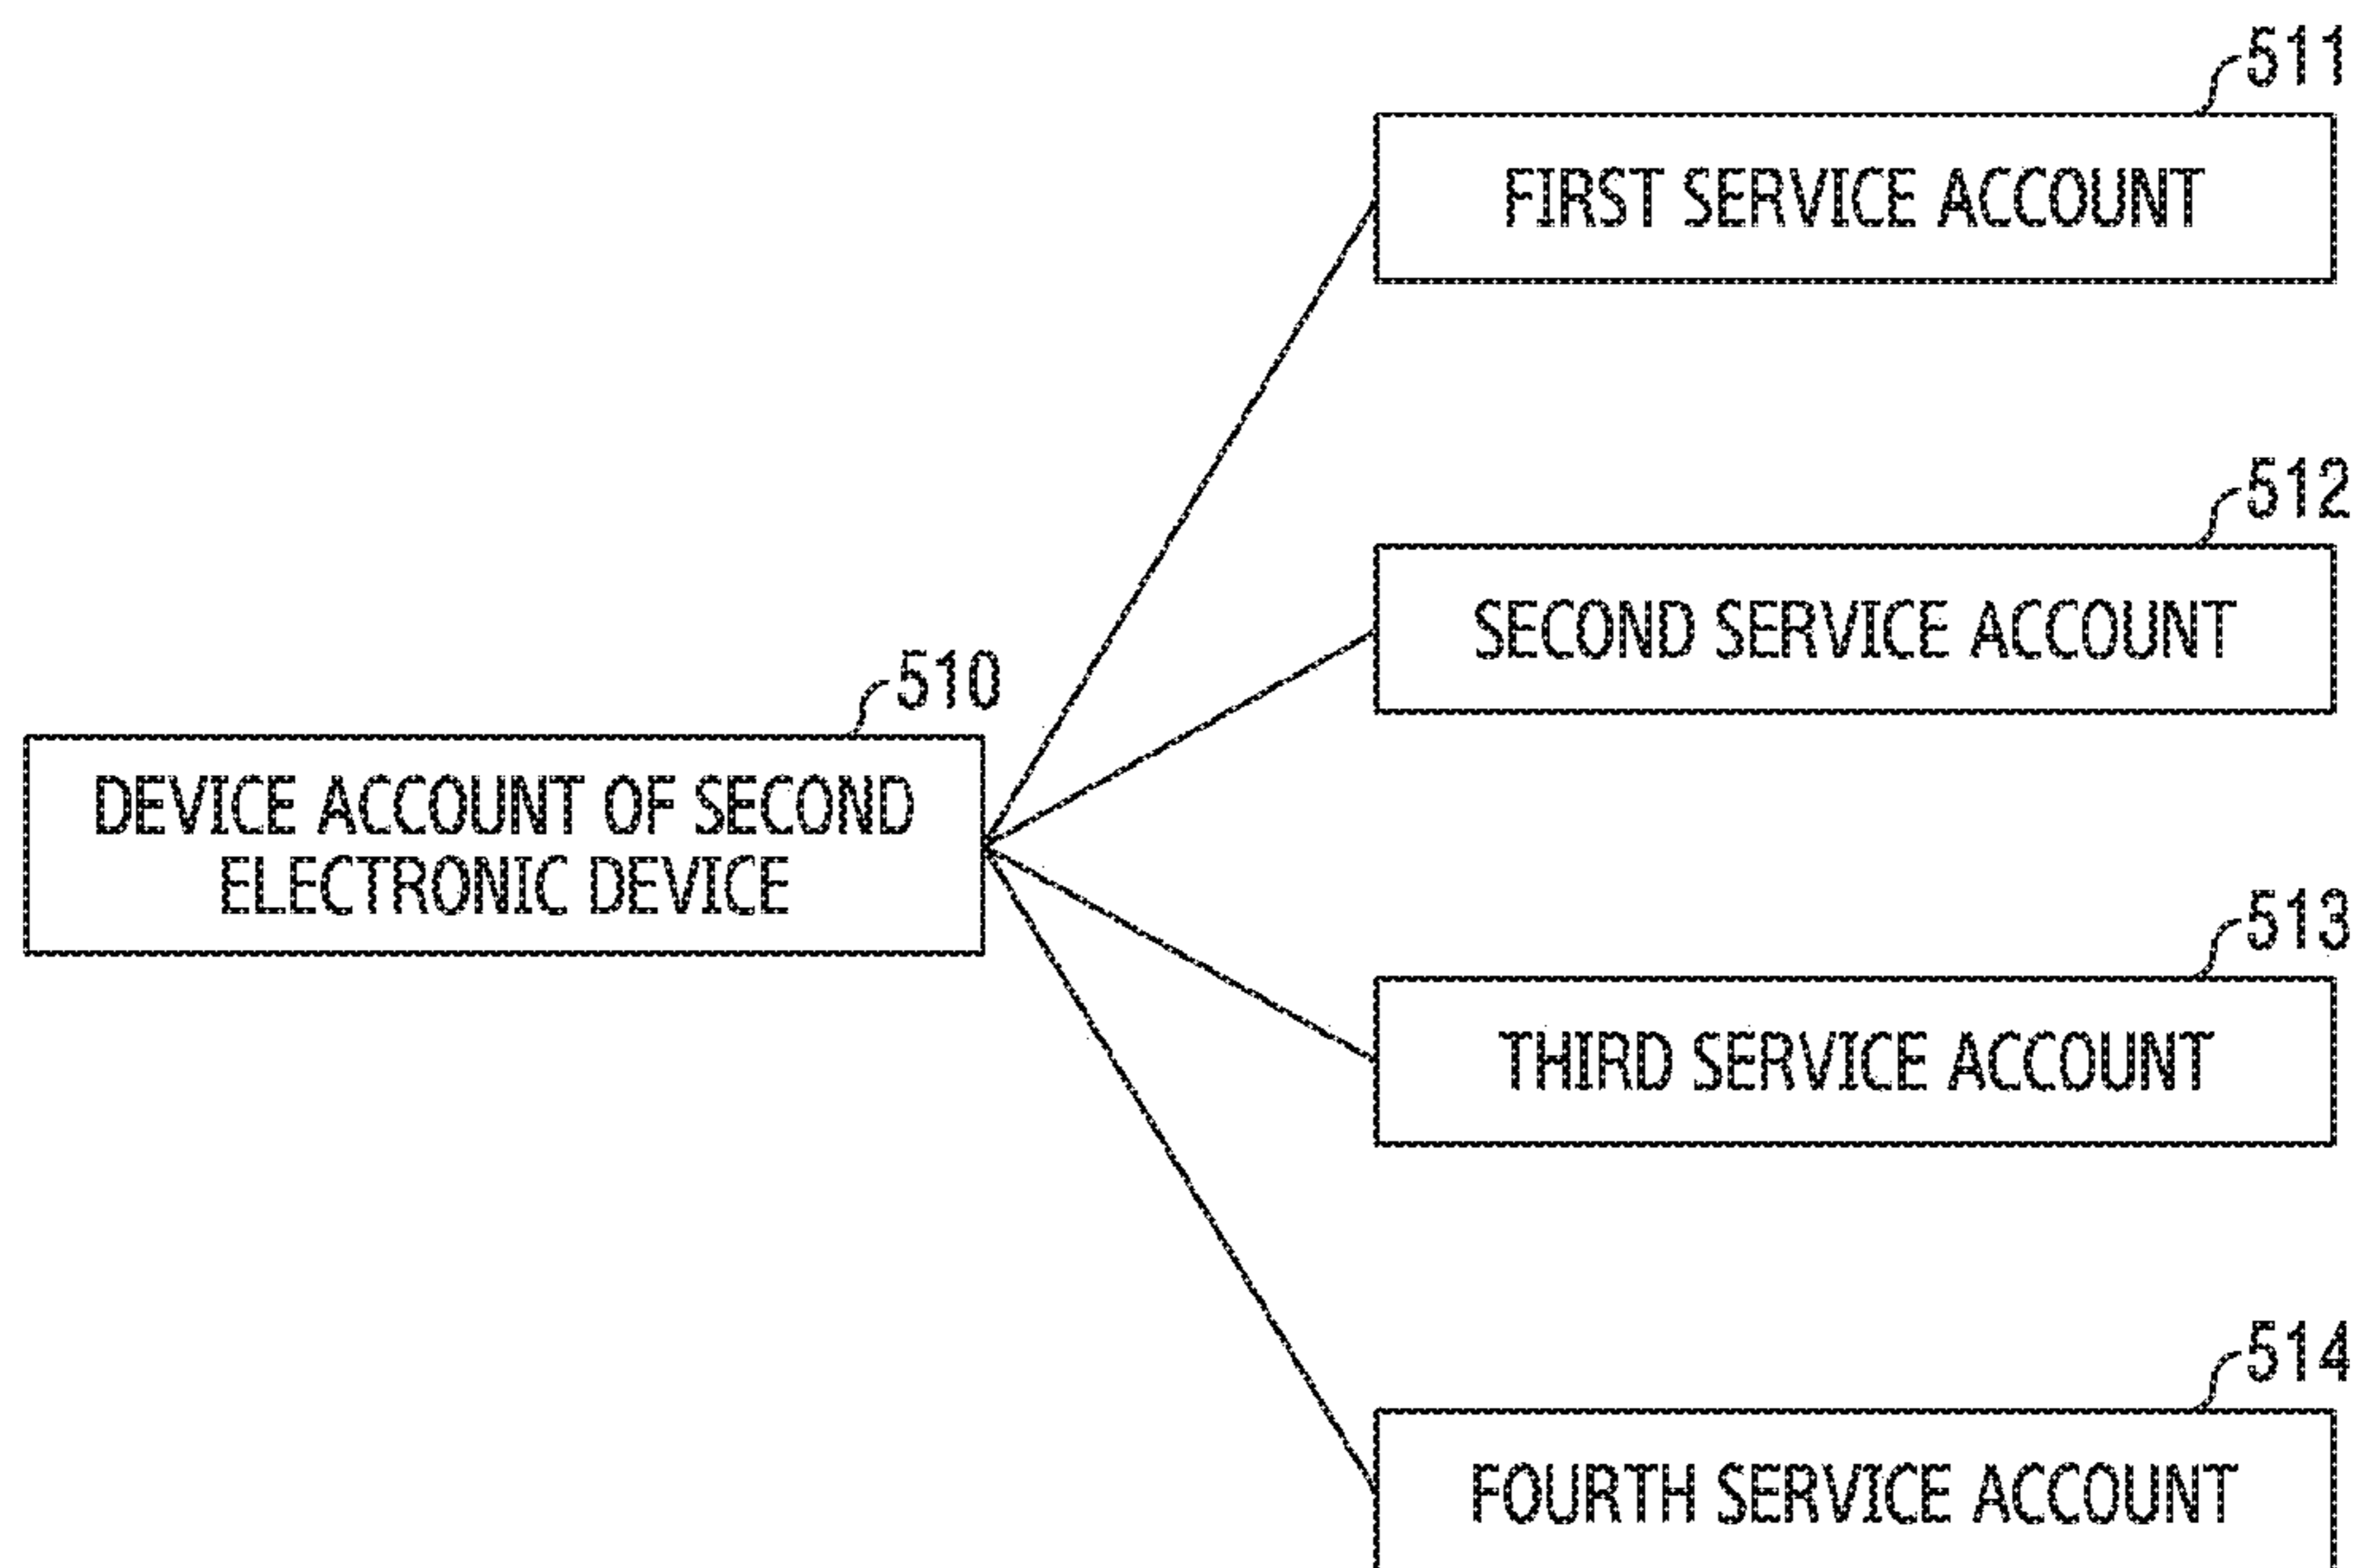 511
FIRST SERVICE ACCOUNT
512
SECOND SERVICE ACCOUNT
510
DEVICE ACCOUNT OF SECOND
ELECTRONIC DEVICE
513
THIRD SERVICE ACCOUNT
514
FOURTH SERVICE ACCOUNT